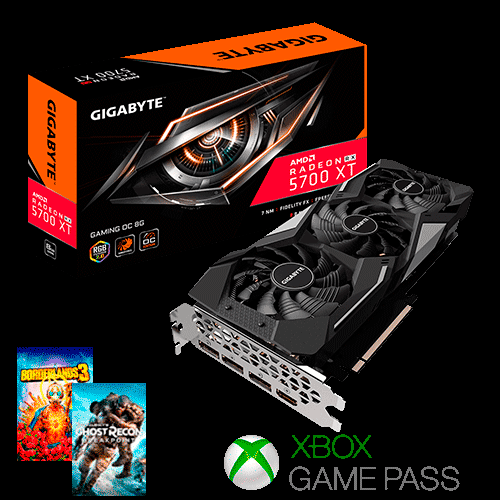 GIGABYTE
AMD
RADEON RX
5700 XT
GIGABYTE
AMD
RADEON RX
5700 XT
GAMING OC 8G
7 NM | FIDELITY FX
RGB
OC
GIGABYTE
GIGABYTE
BORDERLANDS 3
GHOST RECON
BREAKPOINT
XBOX
GAME PASS